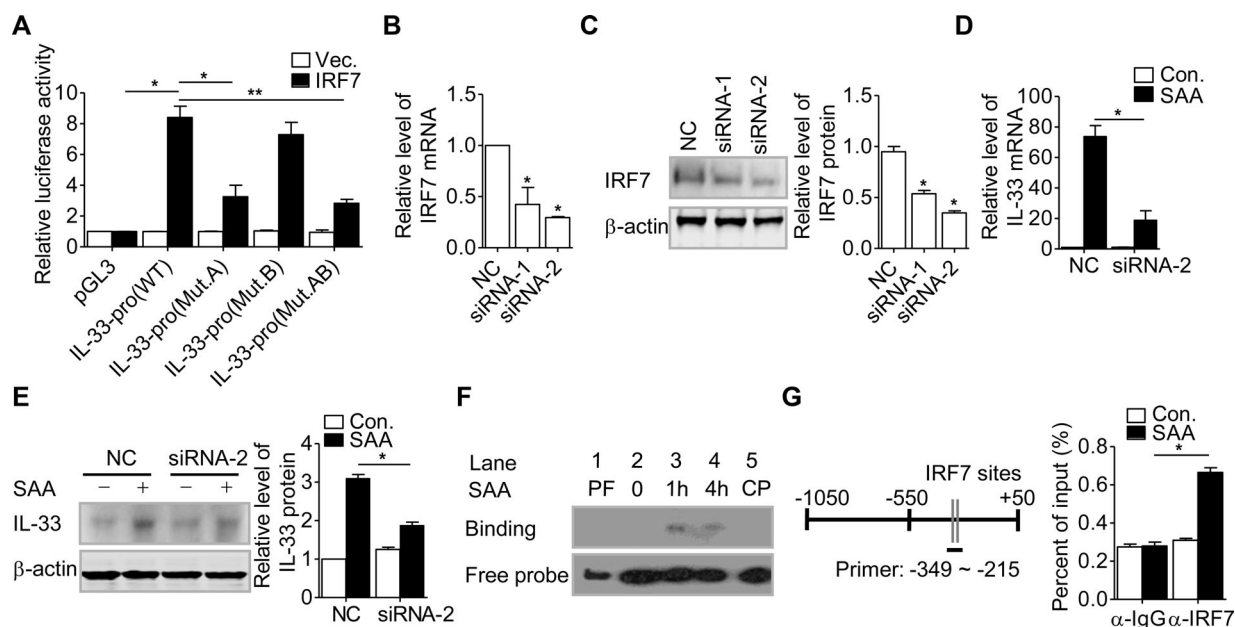 A
Vec.
IRF7
Relative luciferase activity
10
8
6
4
2
0
*
*
**
pGL3
IL-33-pro(WT)
IL-33-pro(Mut.A)
IL-33-pro(Mut.B)
IL-33-pro(Mut.AB)
B
Relative level of
IRF7 mRNA
1.5
1.0
0.5
0.0
*
*
NC
siRNA-1
siRNA-2
C
NC
siRNA-1
siRNA-2
IRF7
β-actin
Relative level of
IRF7 protein
1.5
1.0
0.5
0.0
*
*
NC
siRNA-1
siRNA-2
D
Con.
SAA
Relative level of
IL-33 mRNA
100
80
60
40
20
0
*
NC siRNA-2
E
NC siRNA-2
SAA − + − +
IL-33
β-actin
Con.
SAA
Relative level of
IL-33 protein
4
3
2
1
0
*
NC siRNA-2
F
Lane 1 2 3 4 5
SAA PF 0 1h 4h CP
Binding
Free probe
G
IRF7 sites
-1050 -550 +50
Primer: -349 ~ -215
Con.
SAA
Percent of input (%)
0.8
0.6
0.4
0.2
0.0
*
α-IgG α-IRF7